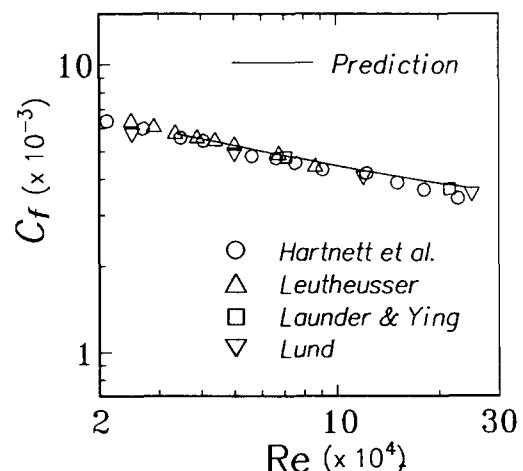 10
Prediction
C_f (× 10⁻³)
Hartnett et al.
Leutheusser
Launder & Ying
Lund
1
2 10 30
Re (× 10⁴)